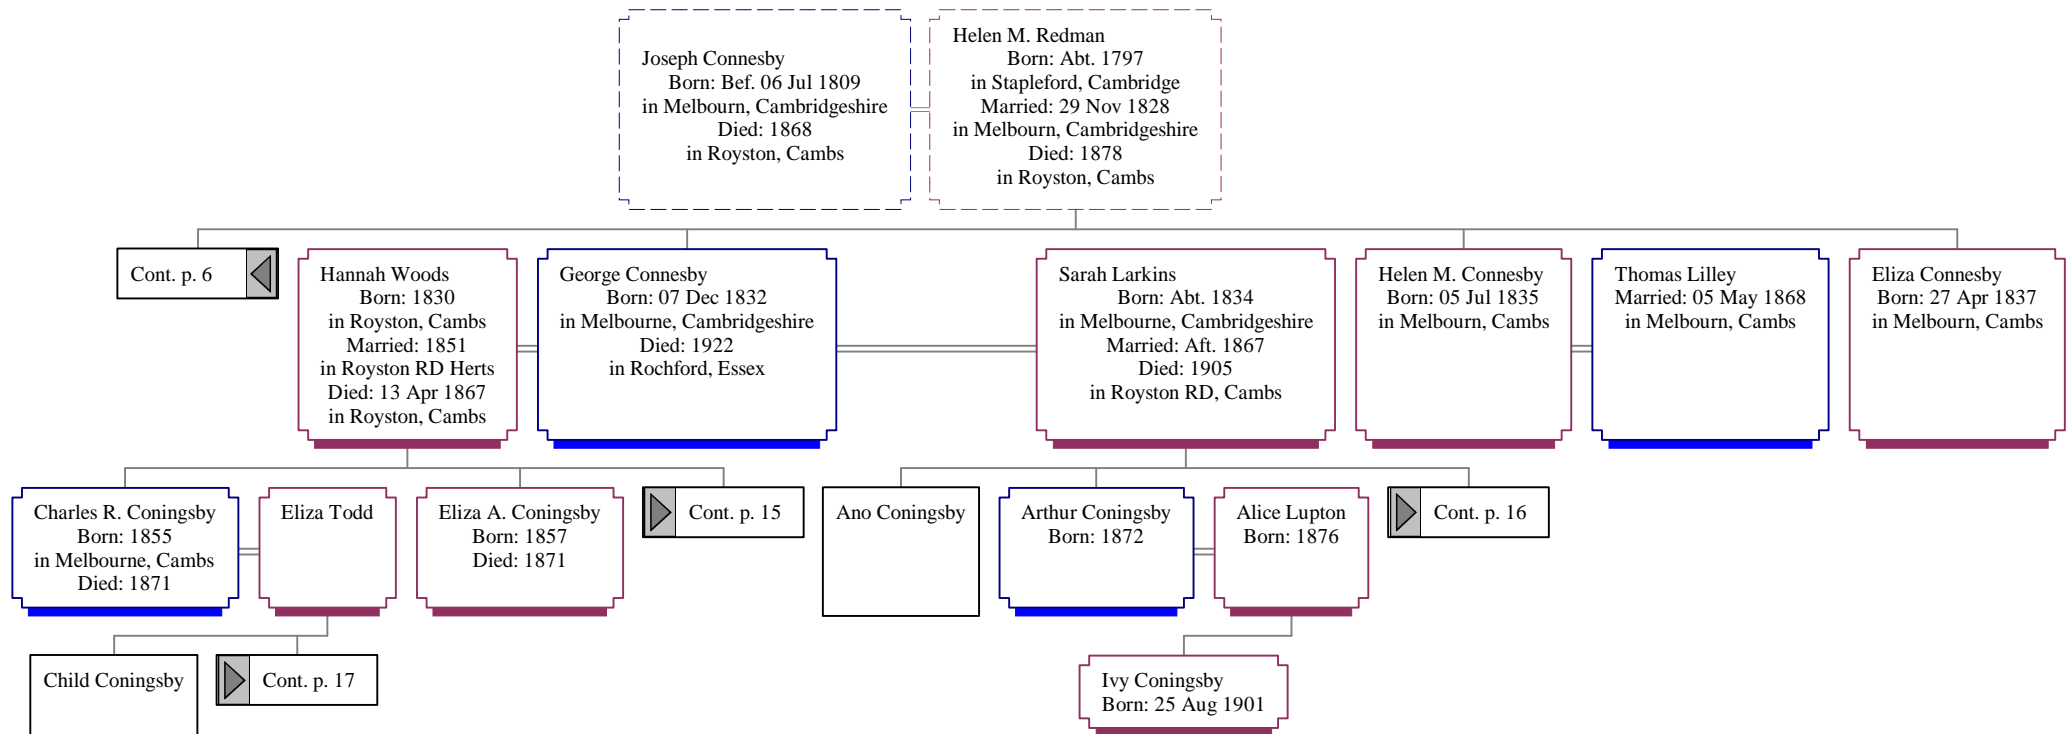 Joseph Connesby
Born: Bef. 06 Jul 1809
in Melbourn, Cambridgeshire
Died: 1868
in Royston, Cambs
Helen M. Redman
Born: Abt. 1797
in Stapleford, Cambridge
Married: 29 Nov 1828
in Melbourn, Cambridgeshire
Died: 1878
in Royston, Cambs
Cont. p. 6
Hannah Woods
Born: 1830
in Royston, Cambs
Married: 1851
in Royston RD Herts
Died: 13 Apr 1867
in Royston, Cambs
George Connesby
Born: 07 Dec 1832
in Melbourne, Cambridgeshire
Died: 1922
in Rochford, Essex
Sarah Larkins
Born: Abt. 1834
in Melbourne, Cambridgeshire
Married: Aft. 1867
Died: 1905
in Royston RD, Cambs
Helen M. Connesby
Born: 05 Jul 1835
in Melbourn, Cambs
Thomas Lilley
Married: 05 May 1868
in Melbourn, Cambs
Eliza Connesby
Born: 27 Apr 1837
in Melbourn, Cambs
Charles R. Coningsby
Born: 1855
in Melbourne, Cambs
Died: 1871
Eliza Todd
Eliza A. Coningsby
Born: 1857
Died: 1871
Cont. p. 15
Ano Coningsby
Arthur Coningsby
Born: 1872
Alice Lupton
Born: 1876
Cont. p. 16
Child Coningsby
Cont. p. 17
Ivy Coningsby
Born: 25 Aug 1901